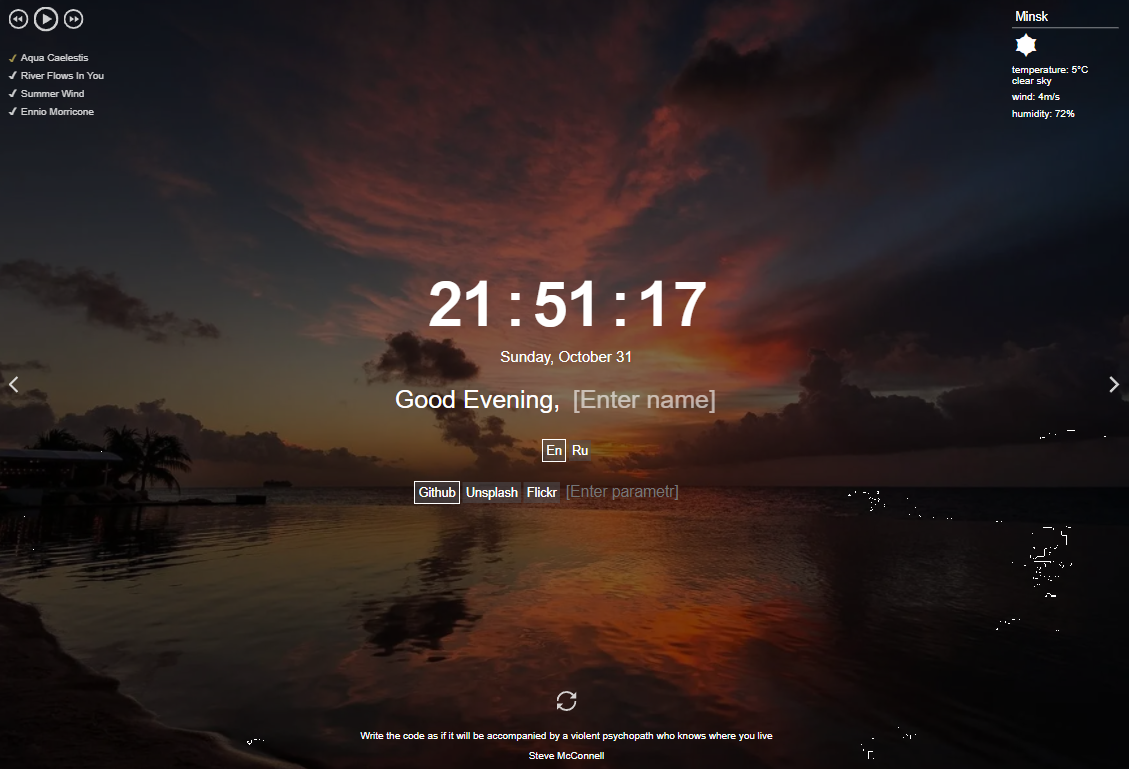 Minsk
Aqua Caelestis
River Flows In You
Summer Wind
Ennio Morricone
temperature: 5°C
clear sky
wind: 4m/s
humidity: 72%
21:51:17
Sunday, October 31
Good Evening, [Enter name]
En Ru
Github Unsplash Flickr [Enter parametr]
Write the code as if it will be accompanied by a violent psychopath who knows where you live
Steve McConnell